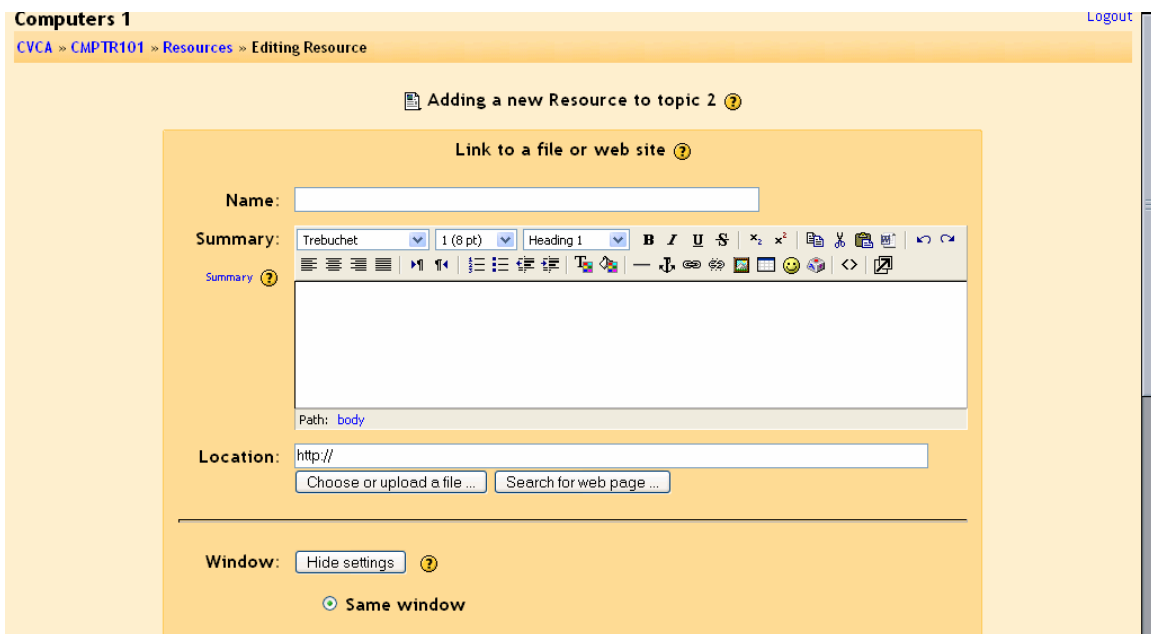 Computers 1
Logout
CVCA » CMPTR101 » Resources » Editing Resource
Adding a new Resource to topic 2
Link to a file or web site
Name:
Summary:
Trebuchet 1 (8 pt) Heading 1 B I U S x₂ x²
Summary
Path: body
Location: http://
Choose or upload a file ... Search for web page ...
Window: Hide settings
Same window